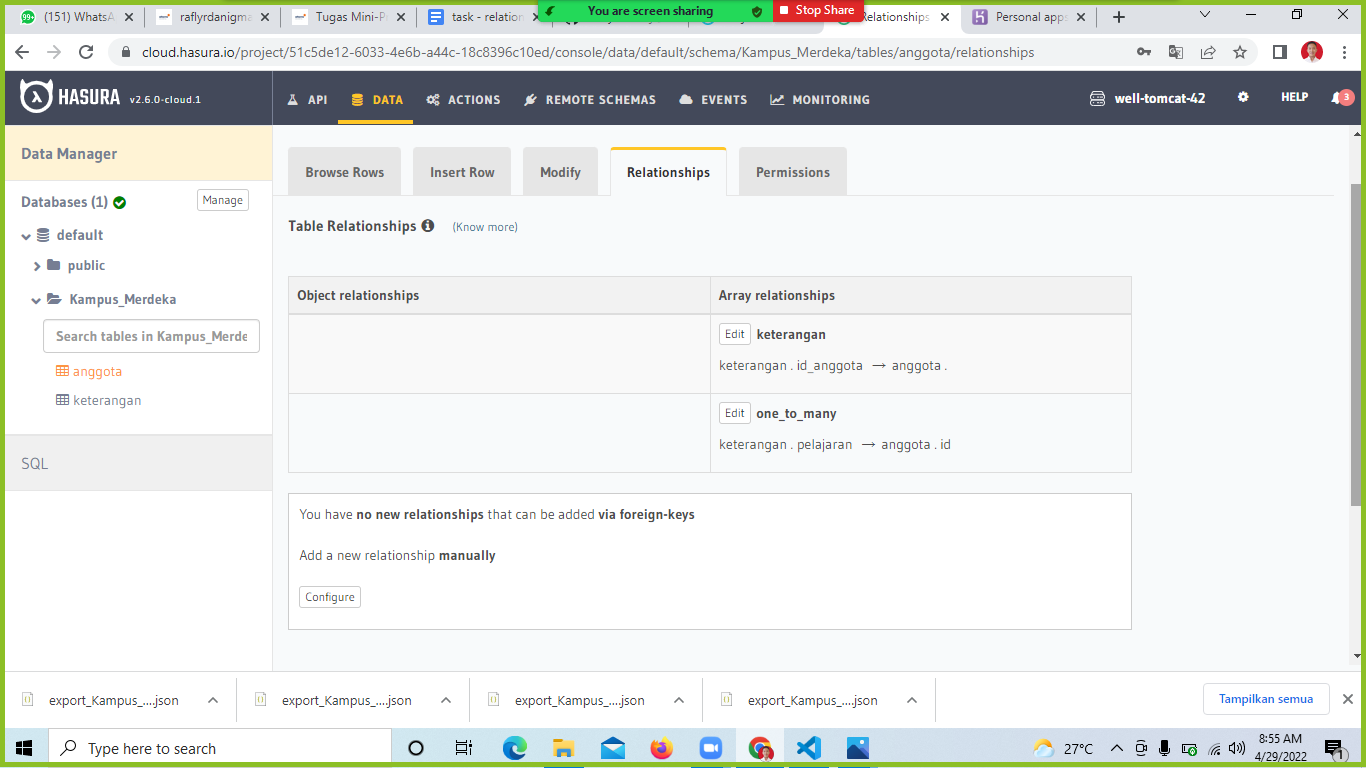 You are screen sharing
Stop Share
(151) WhatsA
raflyrdanigma
Tugas Mini-P
task - relation
Relationships
Personal apps
cloud.hasura.io/project/51c5de12-6033-4e6b-a44c-18c8396c10ed/console/data/default/schema/Kampus_Merdeka/tables/anggota/relationships
HASURA
v2.6.0-cloud.1
API
DATA
ACTIONS
REMOTE SCHEMAS
EVENTS
MONITORING
well-tomcat-42
HELP
3
Data Manager
Databases (1)
Manage
default
public
Kampus_Merdeka
Search tables in Kampus_Merde
anggota
keterangan
SQL
Browse Rows
Insert Row
Modify
Relationships
Permissions
Table Relationships
(Know more)
Object relationships
Array relationships
Edit keterangan
keterangan . id_anggota → anggota .
Edit one_to_many
keterangan . pelajaran → anggota . id
You have no new relationships that can be added via foreign-keys
Add a new relationship manually
Configure
export_Kampus_....json
export_Kampus_....json
export_Kampus_....json
export_Kampus_....json
Tampilkan semua
Type here to search
27°C
8:55 AM
4/29/2022
1